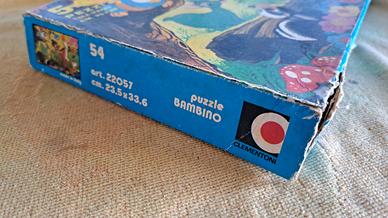 54
art. 22057
cm. 23,5x33.6
puzzle
BAMBINO
CLEMENTONI